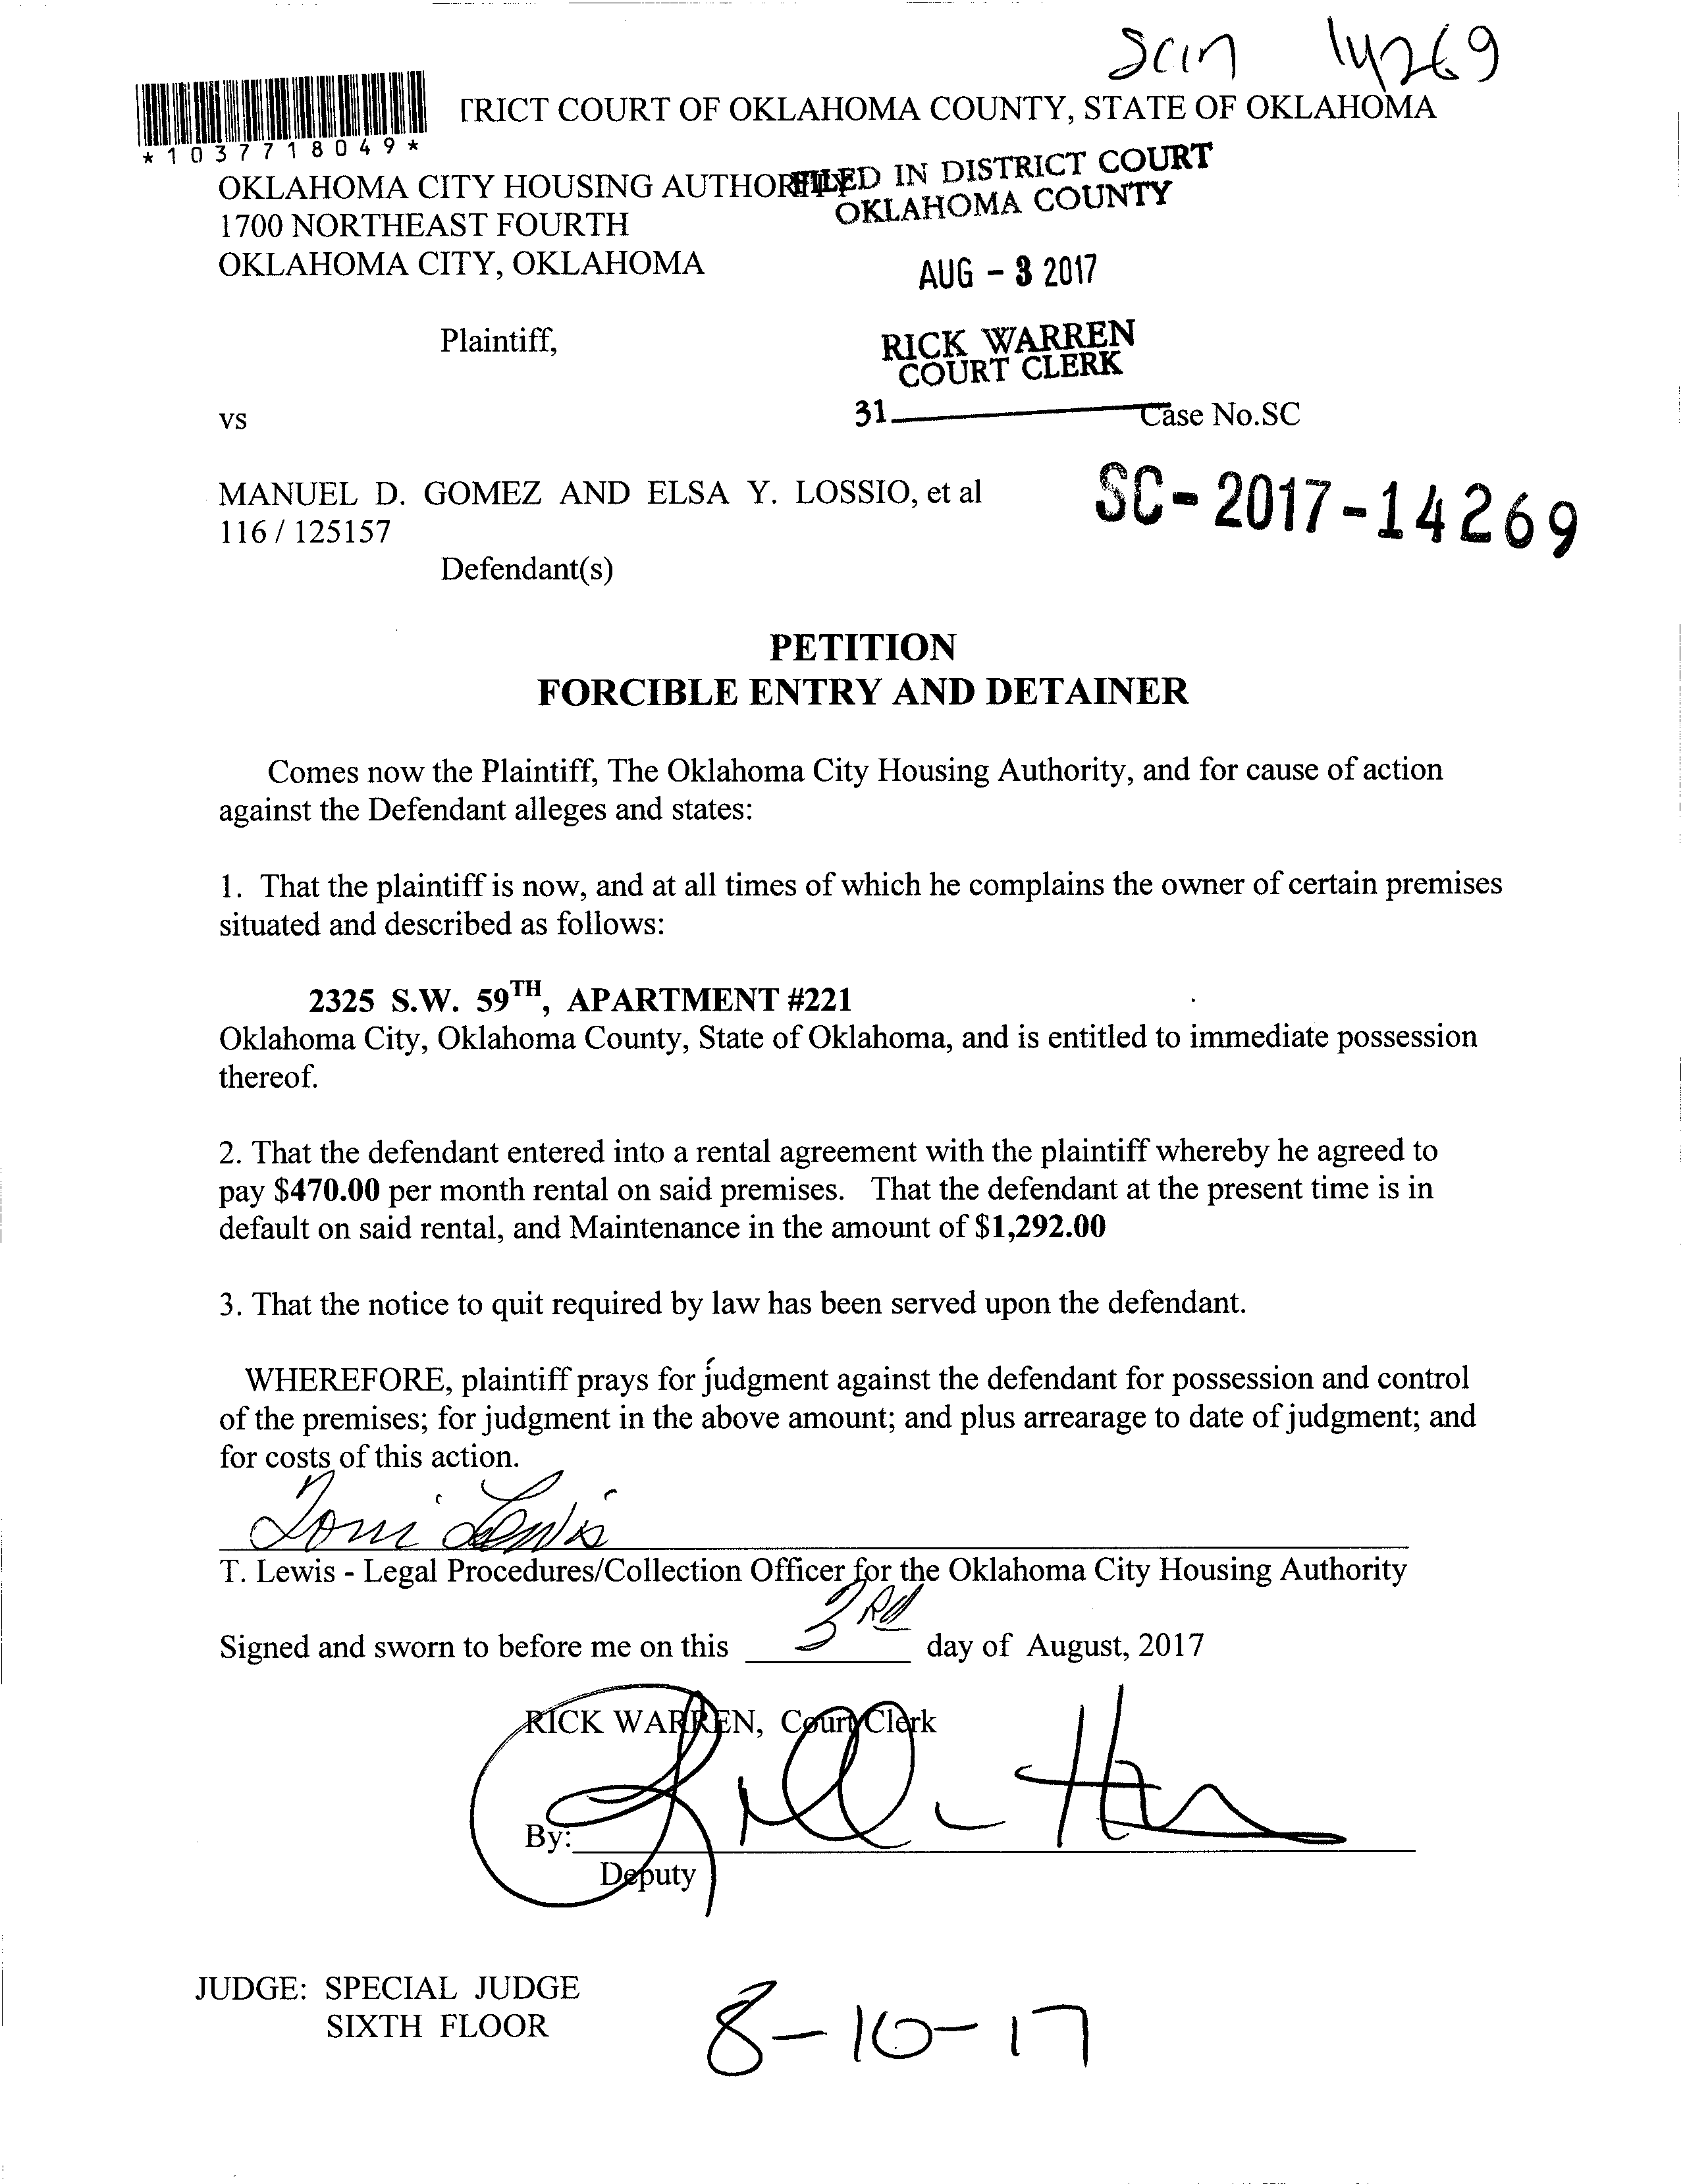 SC17 14269
TRICT COURT OF OKLAHOMA COUNTY, STATE OF OKLAHOMA
*1037718049*
OKLAHOMA CITY HOUSING AUTHORITY
FILED IN DISTRICT COURT
OKLAHOMA COUNTY
1700 NORTHEAST FOURTH
OKLAHOMA CITY, OKLAHOMA
AUG - 3 2017
Plaintiff,
RICK WARREN
COURT CLERK
vs
31 Case No.SC
MANUEL D. GOMEZ AND ELSA Y. LOSSIO, et al
SC-2017-14269
116 / 125157
Defendant(s)
PETITION
FORCIBLE ENTRY AND DETAINER
Comes now the Plaintiff, The Oklahoma City Housing Authority, and for cause of action
against the Defendant alleges and states:
1. That the plaintiff is now, and at all times of which he complains the owner of certain premises
situated and described as follows:
2325 S.W. 59TH, APARTMENT #221
Oklahoma City, Oklahoma County, State of Oklahoma, and is entitled to immediate possession
thereof.
2. That the defendant entered into a rental agreement with the plaintiff whereby he agreed to
pay $470.00 per month rental on said premises. That the defendant at the present time is in
default on said rental, and Maintenance in the amount of $1,292.00
3. That the notice to quit required by law has been served upon the defendant.
WHEREFORE, plaintiff prays for judgment against the defendant for possession and control
of the premises; for judgment in the above amount; and plus arrearage to date of judgment; and
for costs of this action.
Toni Lewis
T. Lewis - Legal Procedures/Collection Officer for the Oklahoma City Housing Authority
Signed and sworn to before me on this 3RD day of August, 2017
RICK WARREN, Court Clerk
By:
Deputy
JUDGE: SPECIAL JUDGE
SIXTH FLOOR
8-10-17